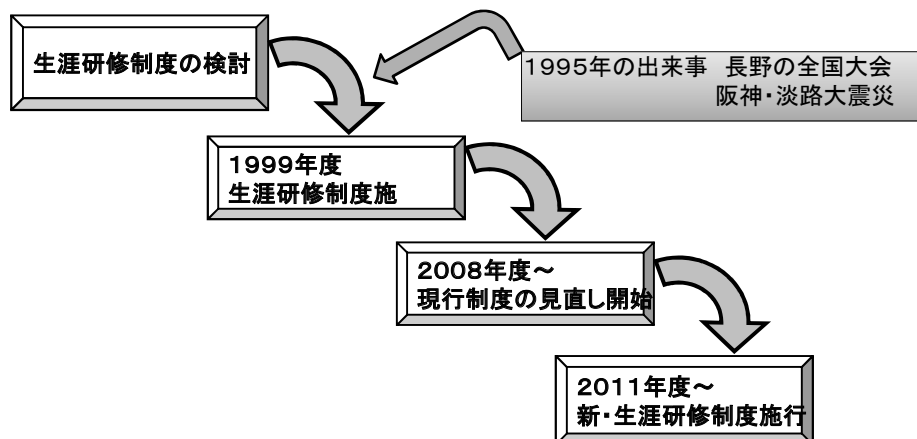 生涯研修制度の検討
1995年の出来事 長野の全国大会
阪神・淡路大震災
1999年度
生涯研修制度施
2008年度～
現行制度の見直し開始
2011年度～
新・生涯研修制度施行